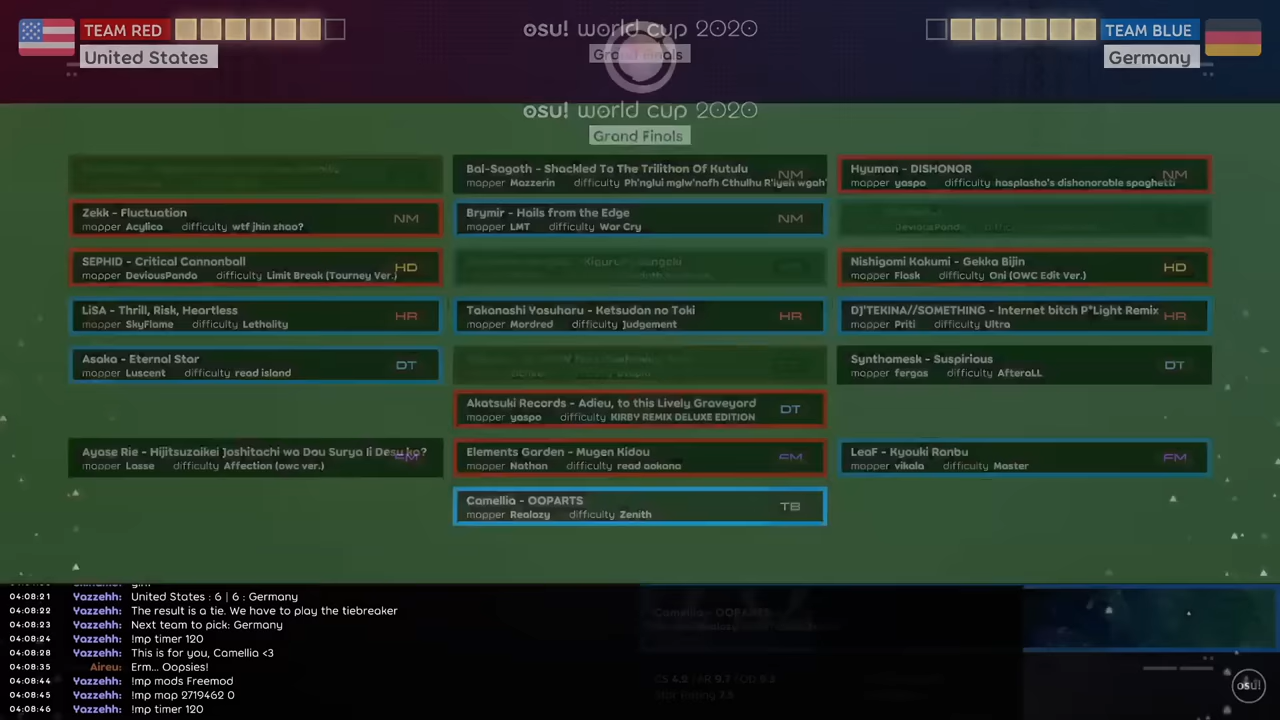 TEAM RED
United States
osu! world cup 2020
Grand Finals
TEAM BLUE
Germany
osu! world cup 2020
Grand Finals
Bal-Sagoth - Shackled To The Trilithon Of Kutulu
NM
mapper Mazzerin difficulty Ph'nglui mglw'nafh Cthulhu R'lyeh wgah'
Hyuman - DISHONOR
NM
mapper yaspo difficulty hasplasho's dishonorable spaghetti
Zekk - Fluctuation
NM
mapper Acylica difficulty wtf jhin zhao?
Brymir - Hails from the Edge
NM
mapper LMT difficulty War Cry
DeviousPanda
SEPHID - Critical Cannonball
HD
mapper DeviousPanda difficulty Limit Break (Tourney Ver.)
Nishigomi Kakumi - Gekka Bijin
HD
mapper Flask difficulty Oni (OWC Edit Ver.)
LiSA - Thrill, Risk, Heartless
HR
mapper SkyFlame difficulty Lethality
Takanashi Yasuharu - Ketsudan no Toki
HR
mapper Mordred difficulty Judgement
DJ'TEKINA//SOMETHING - Internet bitch P*Light Remix
HR
mapper Priti difficulty Ultra
Asaka - Eternal Star
DT
mapper Luscent difficulty read island
Synthamesk - Suspirious
DT
mapper fergas difficulty AfteraLL
Akatsuki Records - Adieu, to this Lively Graveyard
DT
mapper yaspo difficulty KIRBY REMIX DELUXE EDITION
Ayase Rie - Hijitsuzaikei Joshitachi wa Dou Surya Ii Desu ka?
FM
mapper Lasse difficulty Affection (owc ver.)
Elements Garden - Mugen Kidou
FM
mapper Nathan difficulty read aokana
LeaF - Kyouki Ranbu
FM
mapper vikala difficulty Master
Camellia - OOPARTS
TB
mapper Realazy difficulty Zenith
04:08:21 Yazzehh: United States : 6 | 6 : Germany
04:08:22 Yazzehh: The result is a tie. We have to play the tiebreaker
04:08:23 Yazzehh: Next team to pick: Germany
04:08:24 Yazzehh: !mp timer 120
04:08:28 Yazzehh: This is for you, Camellia <3
04:08:35 Aireu: Erm... Oopsies!
04:08:44 Yazzehh: !mp mods Freemod
04:08:45 Yazzehh: !mp map 2719462 0
04:08:46 Yazzehh: !mp timer 120
Camellia - OOPARTS
osu!